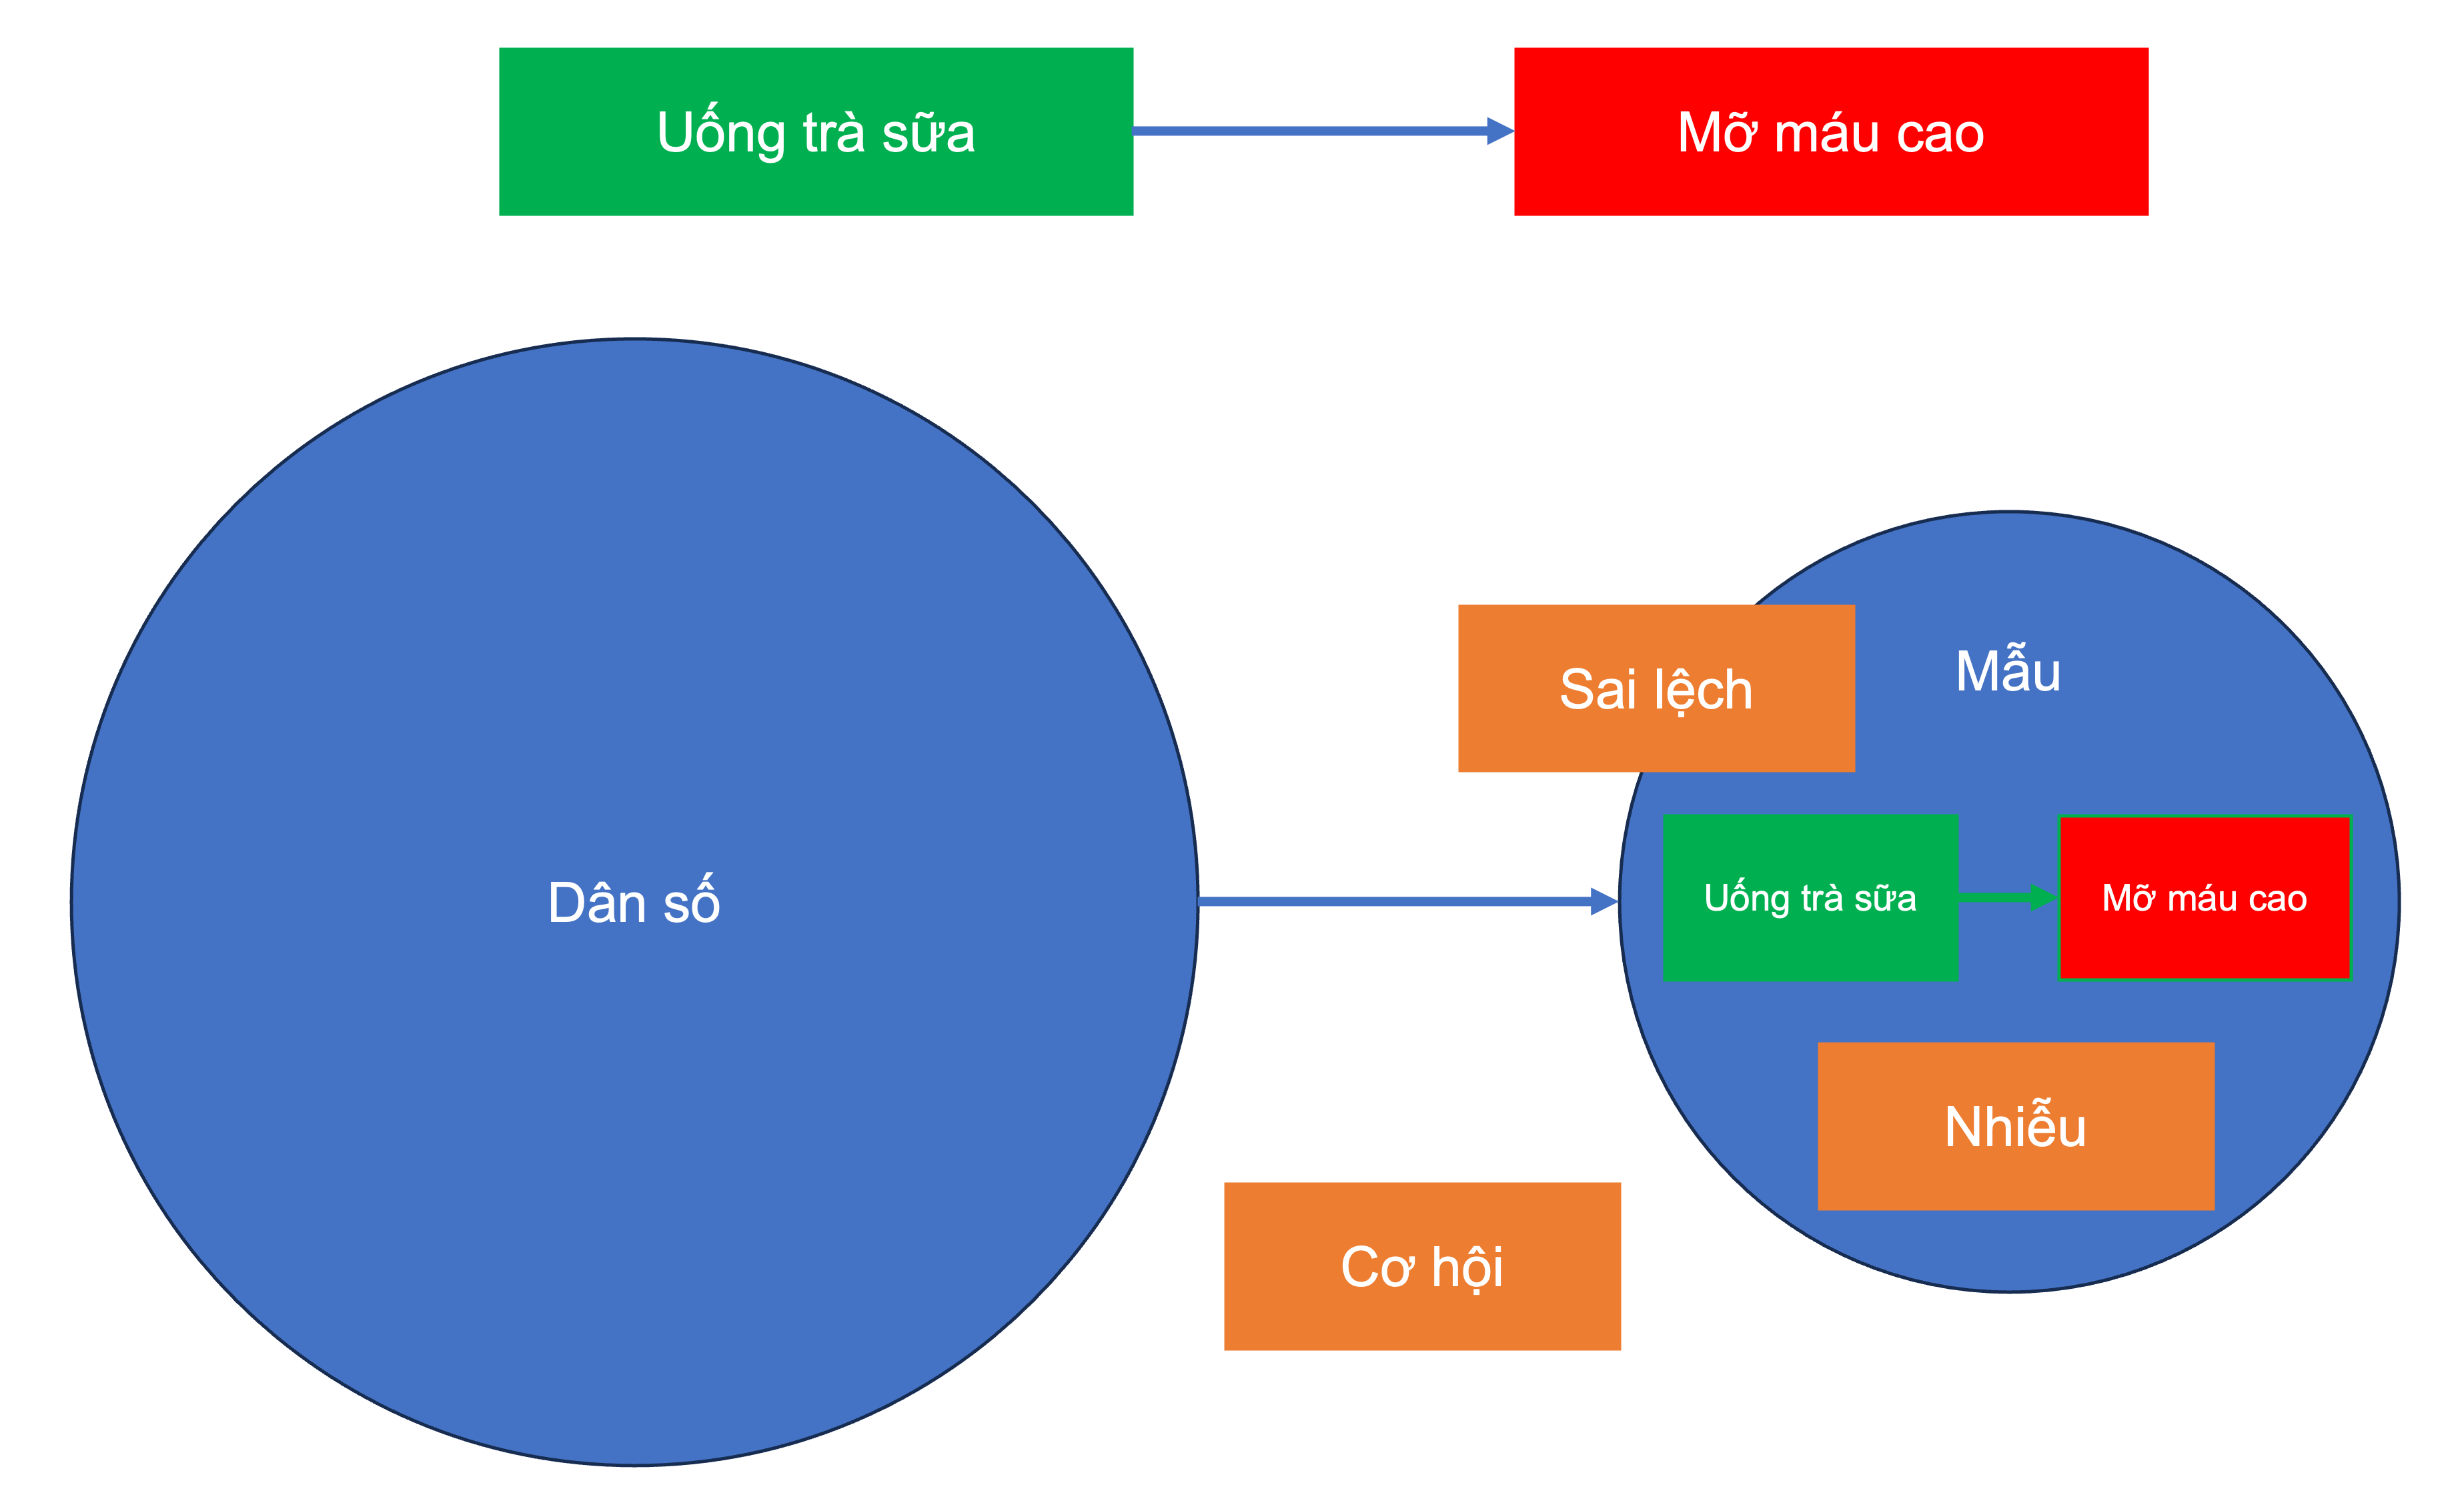 Uống trà sữa
Mỡ máu cao
Sai lệch
Mẫu
Dân số
Uống trà sữa
Mỡ máu cao
Nhiễu
Cơ hội